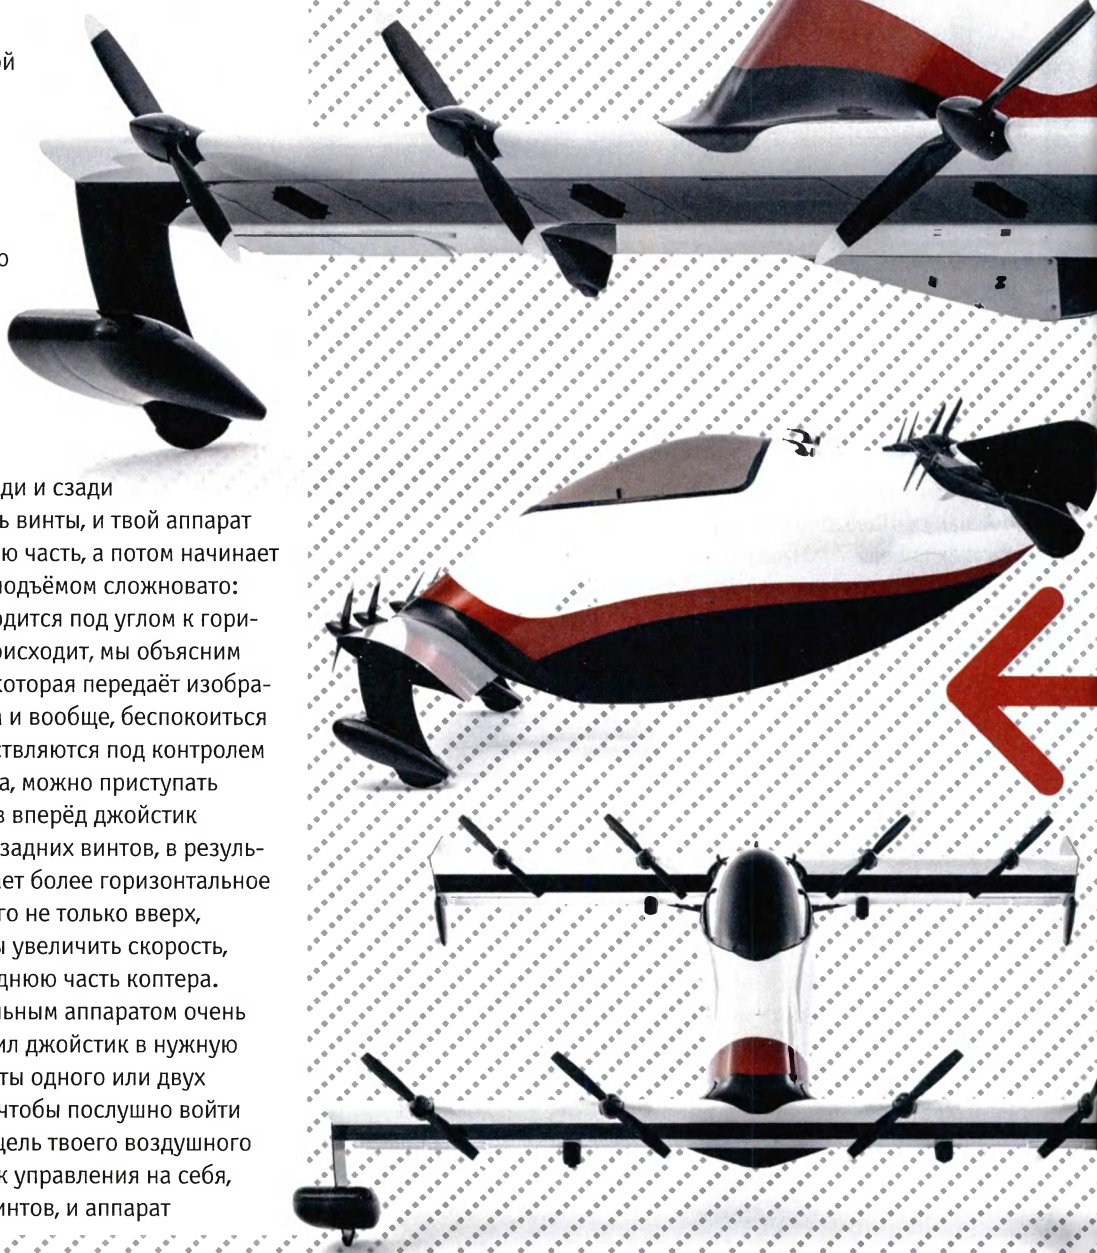 ой
о
ди и сзади
ь винты, и твой аппарат
ю часть, а потом начинает
подъёмом сложновато:
одится под углом к гори-
оисходит, мы объясним
которая передаёт изобра-
и и вообще, беспокоиться
ствляются под контролем
а, можно приступать
в вперёд джойстик
задних винтов, в резуль-
ает более горизонтальное
го не только вверх,
ы увеличить скорость,
днюю часть коптера.
льным аппаратом очень
ил джойстик в нужную
ты одного или двух
чтобы послушно войти
цель твоего воздушного
к управления на себя,
интов, и аппарат